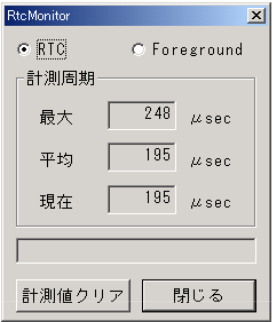 RtcMonitor
RTC Foreground
計測周期
最大 248 μsec
平均 195 μsec
現在 195 μsec
計測値クリア 閉じる